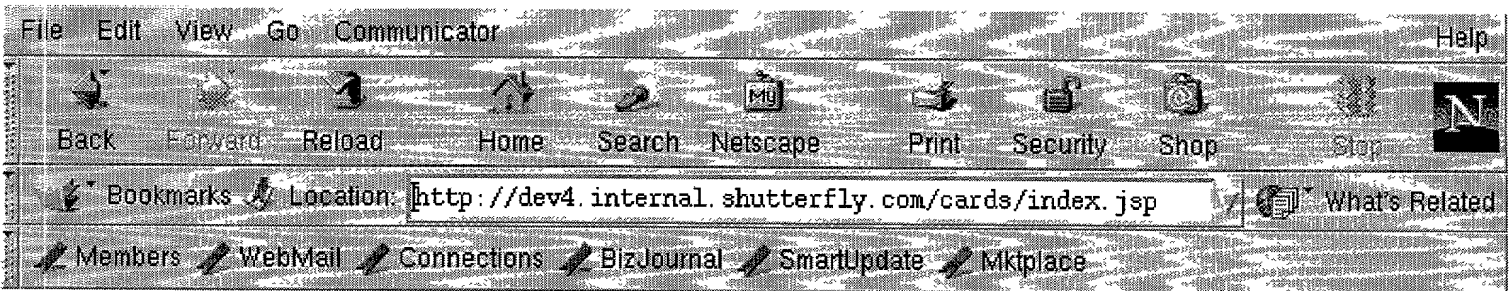 File Edit View Go Communicator Help
My N
Back Forward Reload Home Search Netscape Print Security Shop Stop
Bookmarks Location: http://dev4.internal.shutterfly.com/cards/index.jsp What's Related
Members WebMail Connections BizJournal SmartUpdate Mktplace